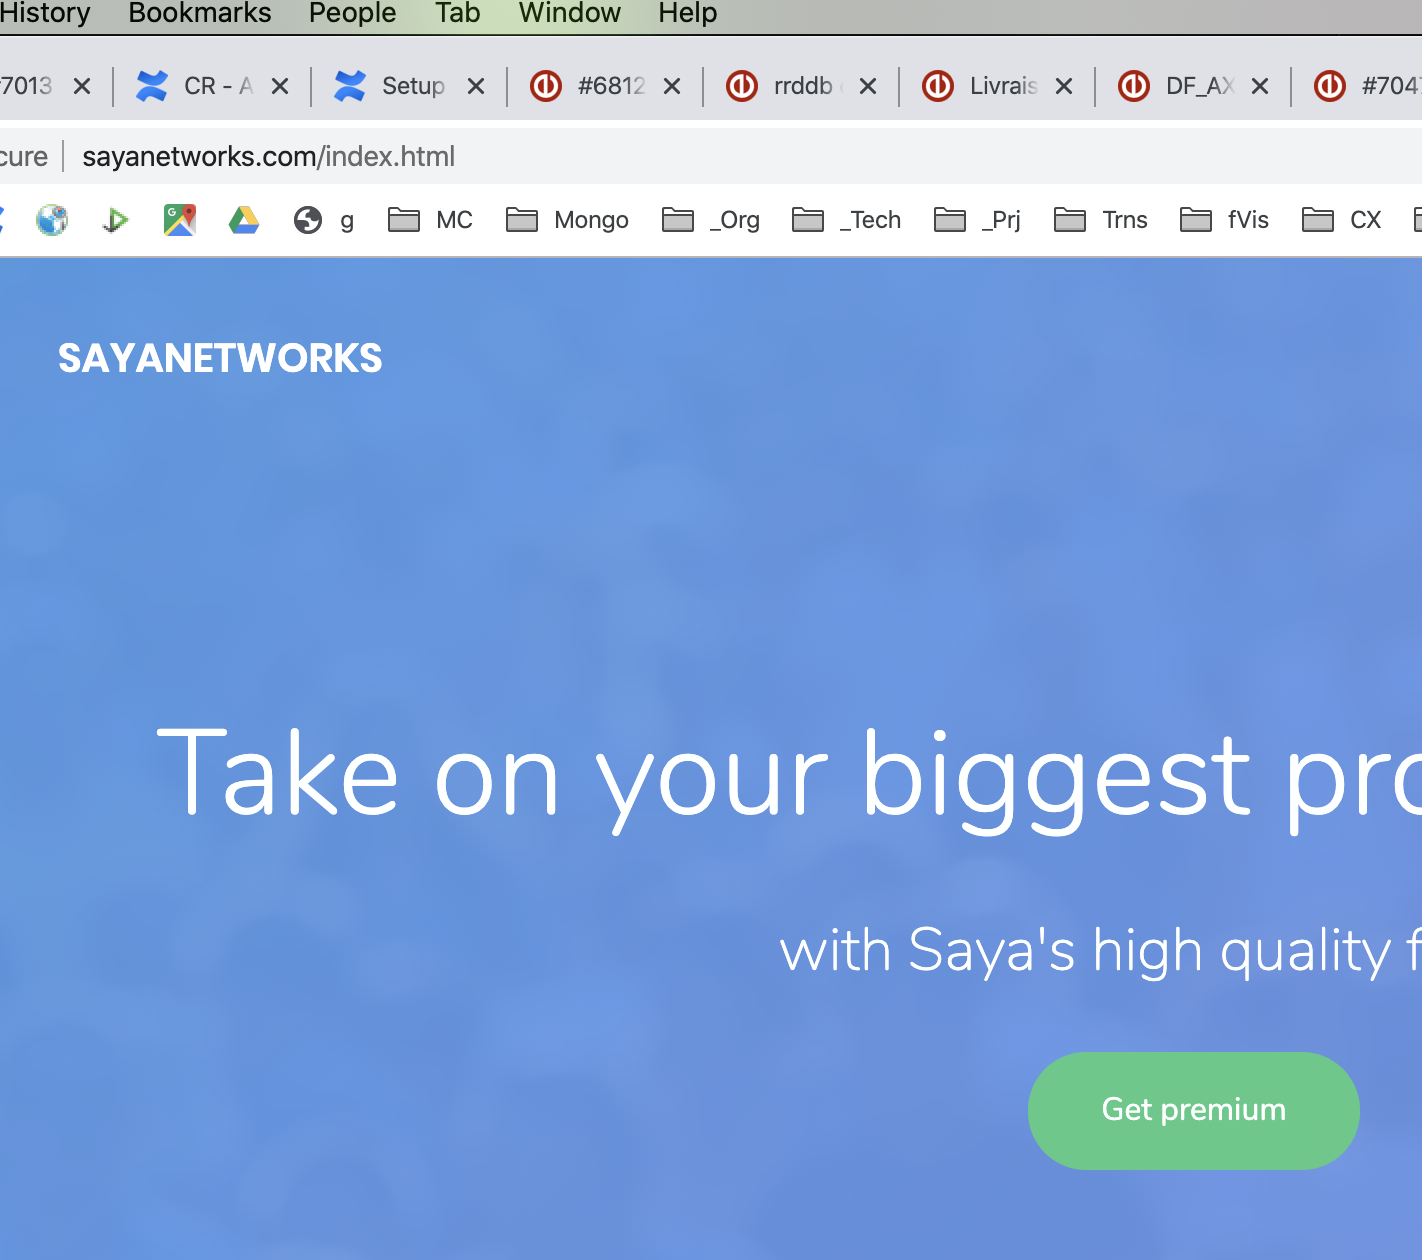 History Bookmarks People Tab Window Help
7013 CR - A Setup #6812 rrddb Livrais DF_AX #704
cure sayanetworks.com/index.html
g MC Mongo _Org _Tech _Prj Trns fVis CX
SAYANETWORKS
Take on your biggest pro
with Saya's high quality f
Get premium